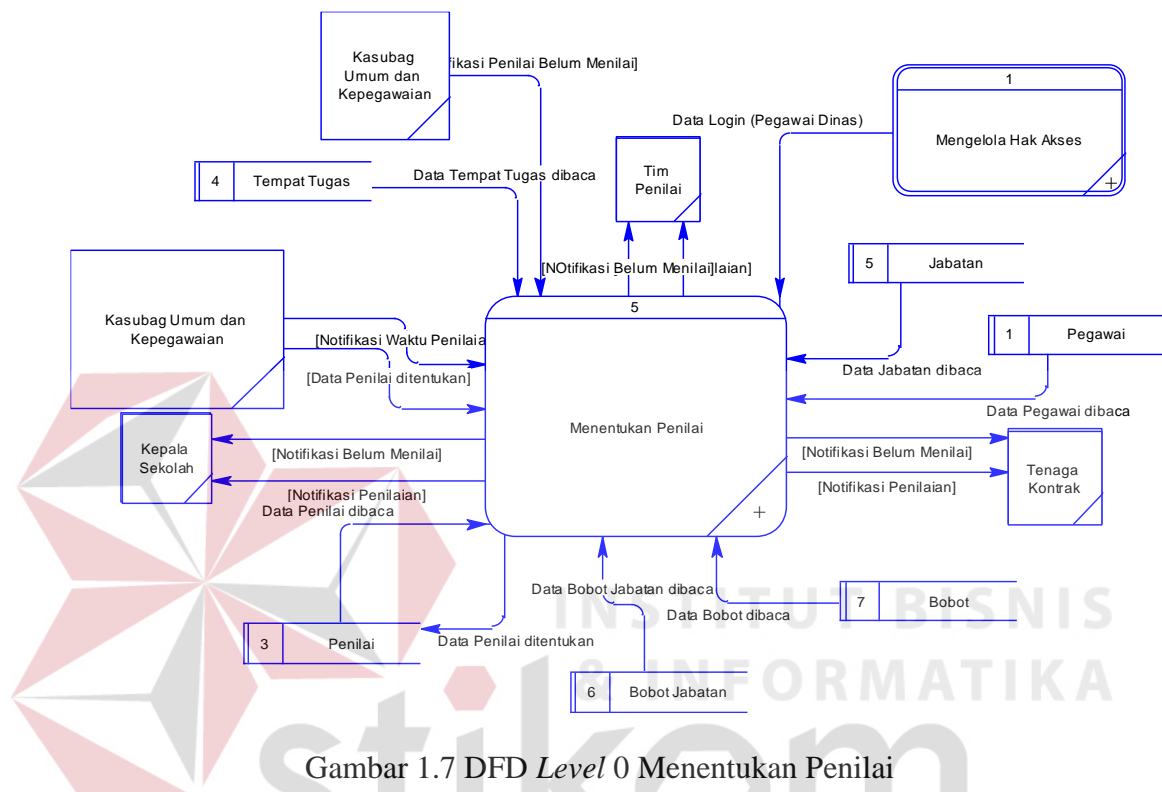 Kasubag
Umum dan
Kepegawaian
fikasi Penilai Belum Menilai]
1
Mengelola Hak Akses
+
Data Login (Pegawai Dinas)
Tim
Penilai
4
Tempat Tugas
Data Tempat Tugas dibaca
[NOtifikasi Belum Menilai]laian]
5
Jabatan
Kasubag Umum dan
Kepegawaian
[Notifikasi Waktu Penilaia
[Data Penilai ditentukan]
5
Menentukan Penilai
+
Data Jabatan dibaca
1
Pegawai
Data Pegawai dibaca
Kepala
Sekolah
[Notifikasi Belum Menilai]
[Notifikasi Penilaian]
[Notifikasi Belum Menilai]
[Notifikasi Penilaian]
Tenaga
Kontrak
Data Penilai dibaca
Data Bobot Jabatan dibaca
Data Bobot dibaca
7
Bobot
3
Penilai
Data Penilai ditentukan
6
Bobot Jabatan
INSTITUT BISNIS
& INFORMATIKA
stikom
Gambar 1.7 DFD Level 0 Menentukan Penilai